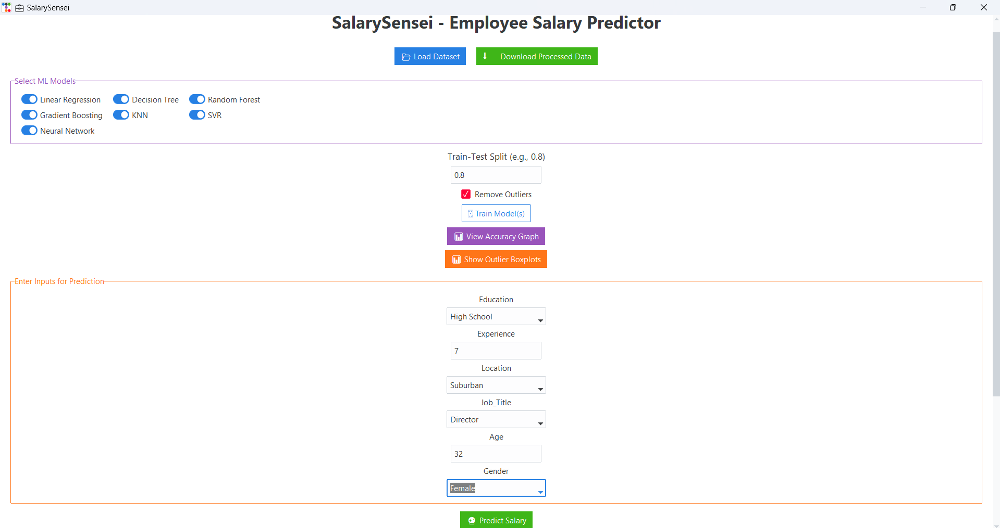 SalarySensei
SalarySensei - Employee Salary Predictor
Load Dataset
Download Processed Data
Select ML Models
Linear Regression Decision Tree Random Forest
Gradient Boosting KNN SVR
Neural Network
Train-Test Split (e.g., 0.8)
0.8
Remove Outliers
Train Model(s)
View Accuracy Graph
Show Outlier Boxplots
Enter Inputs for Prediction
Education
High School
Experience
7
Location
Suburban
Job_Title
Director
Age
32
Gender
Female
Predict Salary